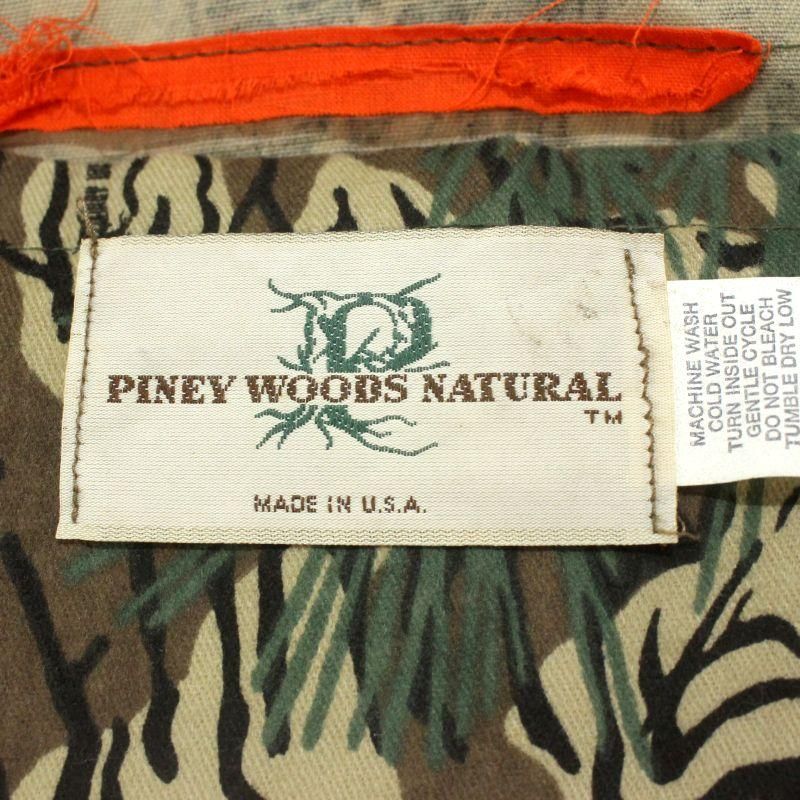 P
PINEY WOODS NATURAL
TM
MADE IN U.S.A.
MACHINE WASH
COLD WATER
TURN INSIDE OUT
GENTLE CYCLE
DO NOT BLEACH
TUMBLE DRY LOW